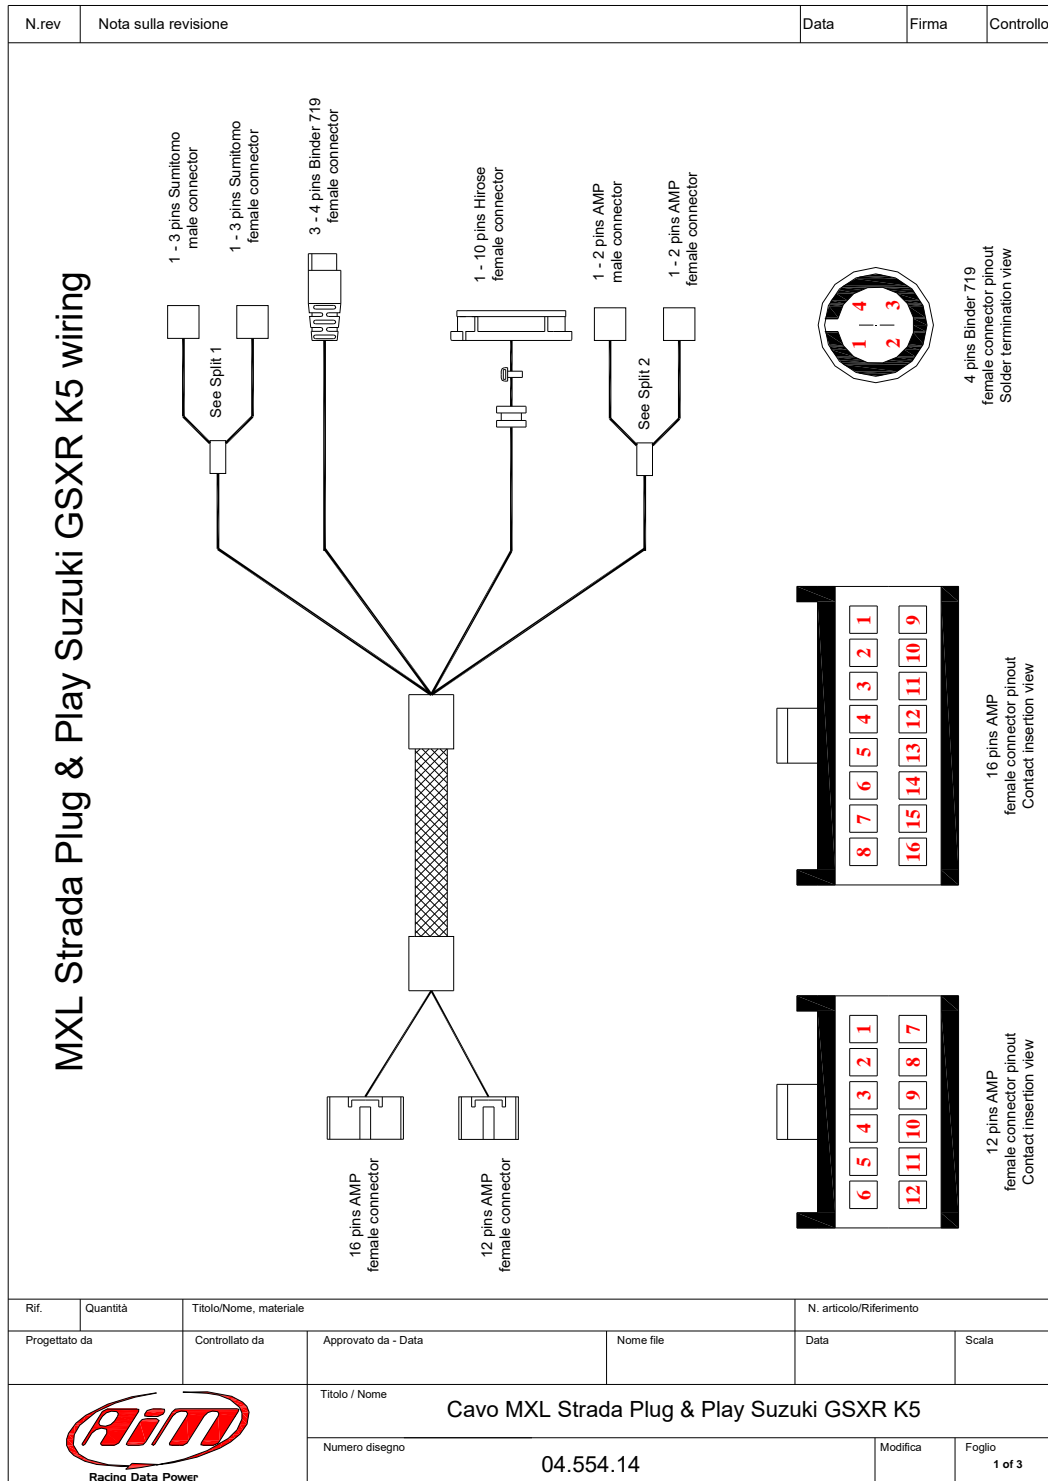 N.rev
Nota sulla revisione
Data
Firma
Controllo
MXL Strada Plug & Play Suzuki GSXR K5 wiring
1 - 3 pins Sumitomo
male connector
1 - 3 pins Sumitomo
female connector
3 - 4 pins Binder 719
female connector
1 - 10 pins Hirose
female connector
1 - 2 pins AMP
male connector
1 - 2 pins AMP
female connector
See Split 1
See Split 2
1
4
2
3
4 pins Binder 719
female connector pinout
Solder termination view
1 9
2 10
3 11
4 12
5 13
6 14
7 15
8 16
16 pins AMP
female connector pinout
Contact insertion view
1 7
2 8
3 9
4 10
5 11
6 12
12 pins AMP
female connector pinout
Contact insertion view
16 pins AMP
female connector
12 pins AMP
female connector
Rif.
Quantità
Titolo/Nome, materiale
N. articolo/Riferimento
Progettato da
Controllato da
Approvato da - Data
Nome file
Data
Scala
AiM
Racing Data Power
Titolo / Nome
Cavo MXL Strada Plug & Play Suzuki GSXR K5
Numero disegno
04.554.14
Modifica
Foglio
1 of 3